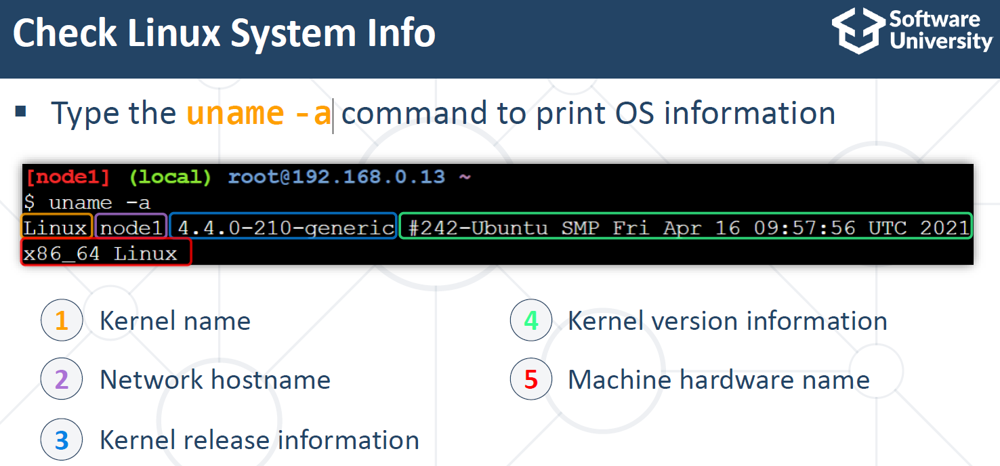 Check Linux System Info
Software
University
▪ Type the uname -a command to print OS information
[node1] (local) root@192.168.0.13 ~
$ uname -a
Linux node1 4.4.0-210-generic #242-Ubuntu SMP Fri Apr 16 09:57:56 UTC 2021
x86_64 Linux
1 Kernel name
2 Network hostname
3 Kernel release information
4 Kernel version information
5 Machine hardware name